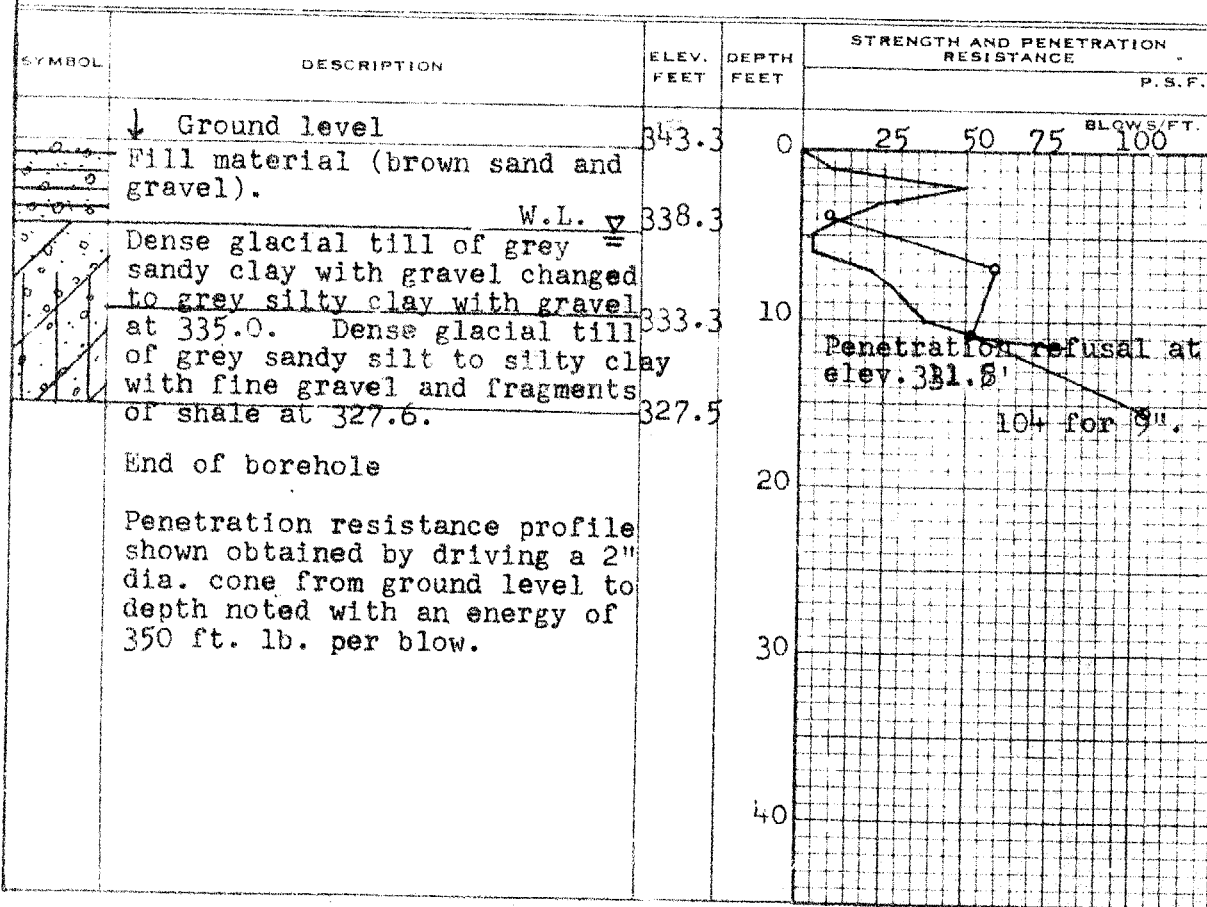 SYMBOL
DESCRIPTION
ELEV. FEET
DEPTH FEET
STRENGTH AND PENETRATION RESISTANCE
P.S.F.
BLOWS/FT.
↓ Ground level
343.3
0
25 50 75 100
Fill material (brown sand and
gravel).
W.L.
338.3
Dense glacial till of grey
sandy clay with gravel changed
to grey silty clay with gravel
333.3
10
at 335.0. Dense glacial till
of grey sandy silt to silty clay
with fine gravel and fragments
of shale at 327.6.
327.5
Penetration refusal at
elev.
104 for 9".
End of borehole
20
Penetration resistance profile
shown obtained by driving a 2"
dia. cone from ground level to
depth noted with an energy of
350 ft. lb. per blow.
30
40